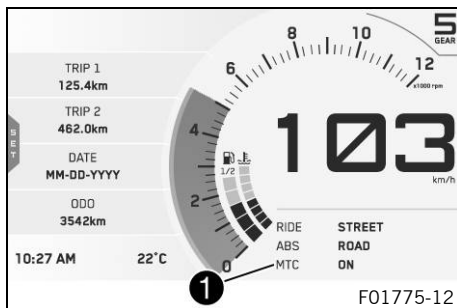 TRIP 1
125.4km
TRIP 2
462.0km
SET
DATE
MM-DD-YYYY
ODO
3542km
10:27 AM 22°C
0
2
4
6
8
10
12
x1000 rpm
5
GEAR
1/2
103
km/h
RIDE STREET
ABS ROAD
MTC ON
1
F01775-12